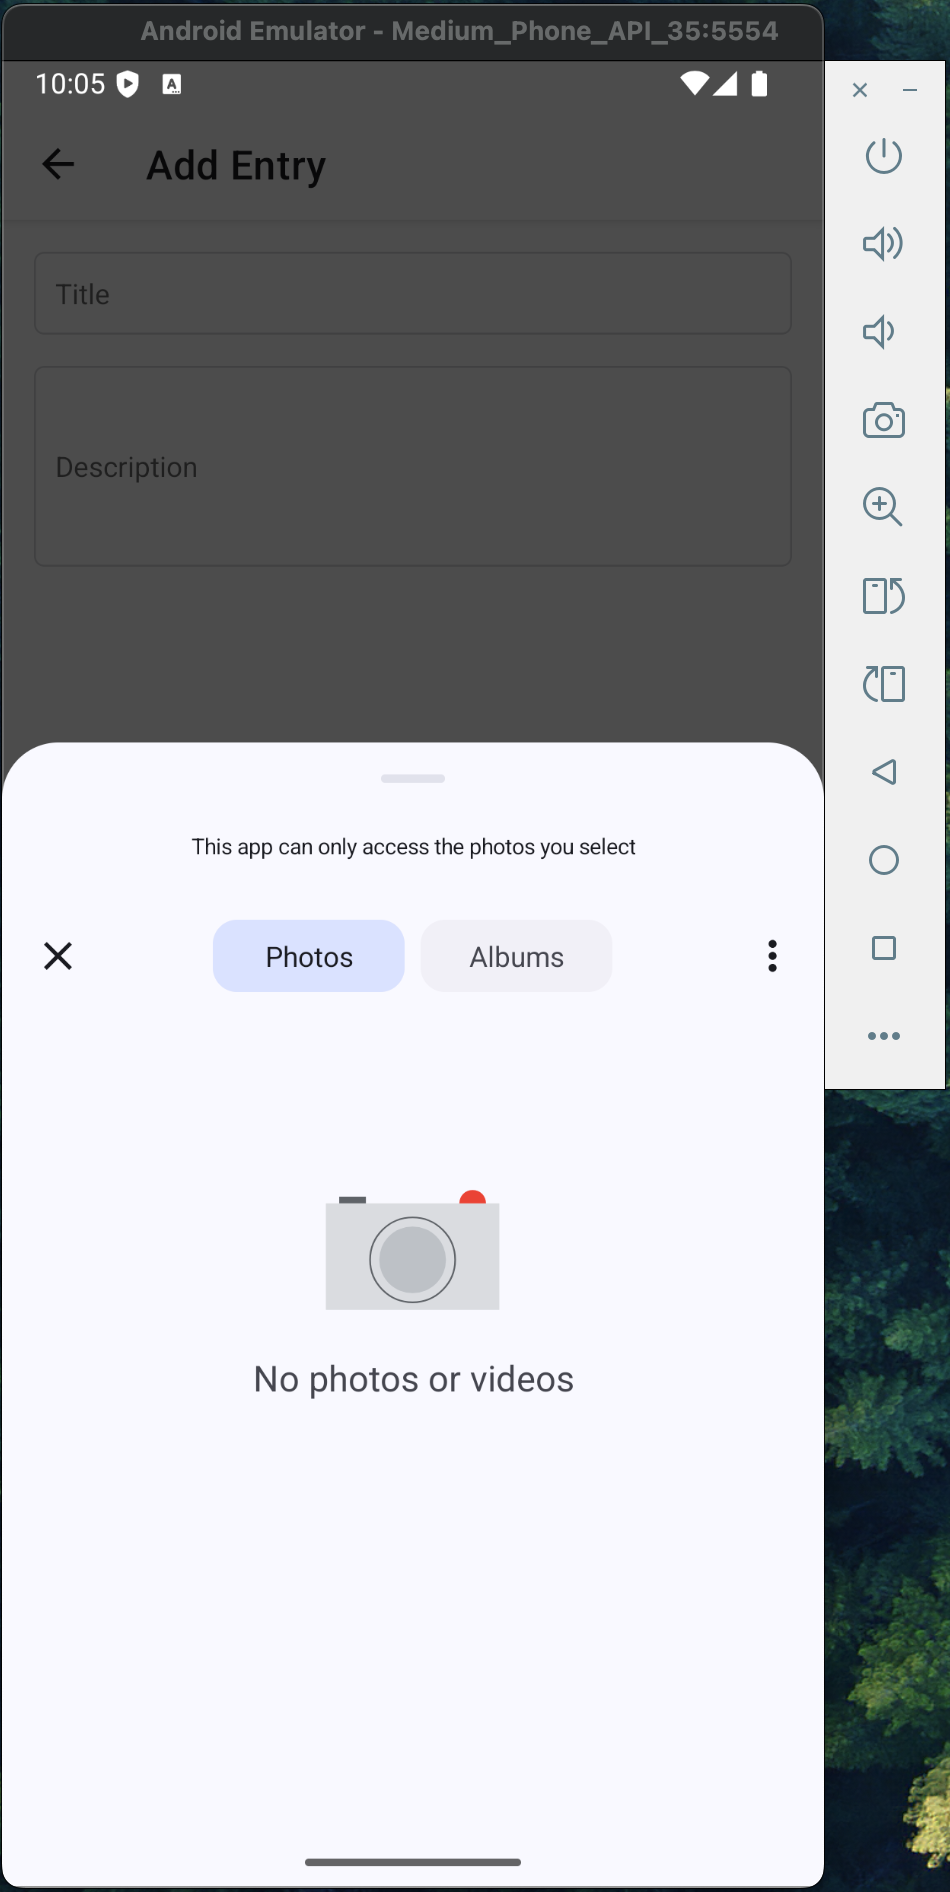 Android Emulator - Medium_Phone_API_35:5554
10:05
A
Add Entry
Title
Description
This app can only access the photos you select
Photos
Albums
No photos or videos